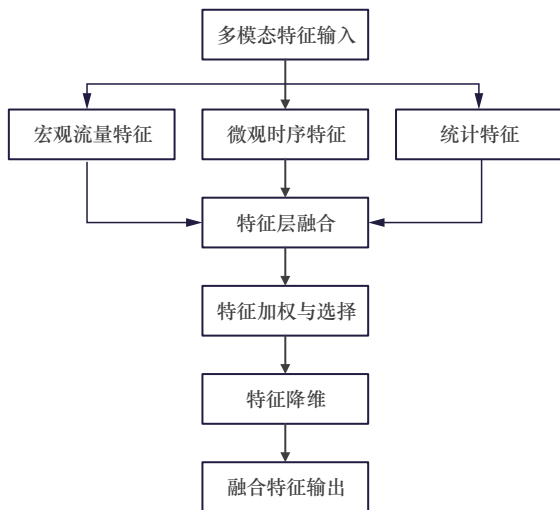 多模态特征输入
宏观流量特征
微观时序特征
统计特征
特征层融合
特征加权与选择
特征降维
融合特征输出